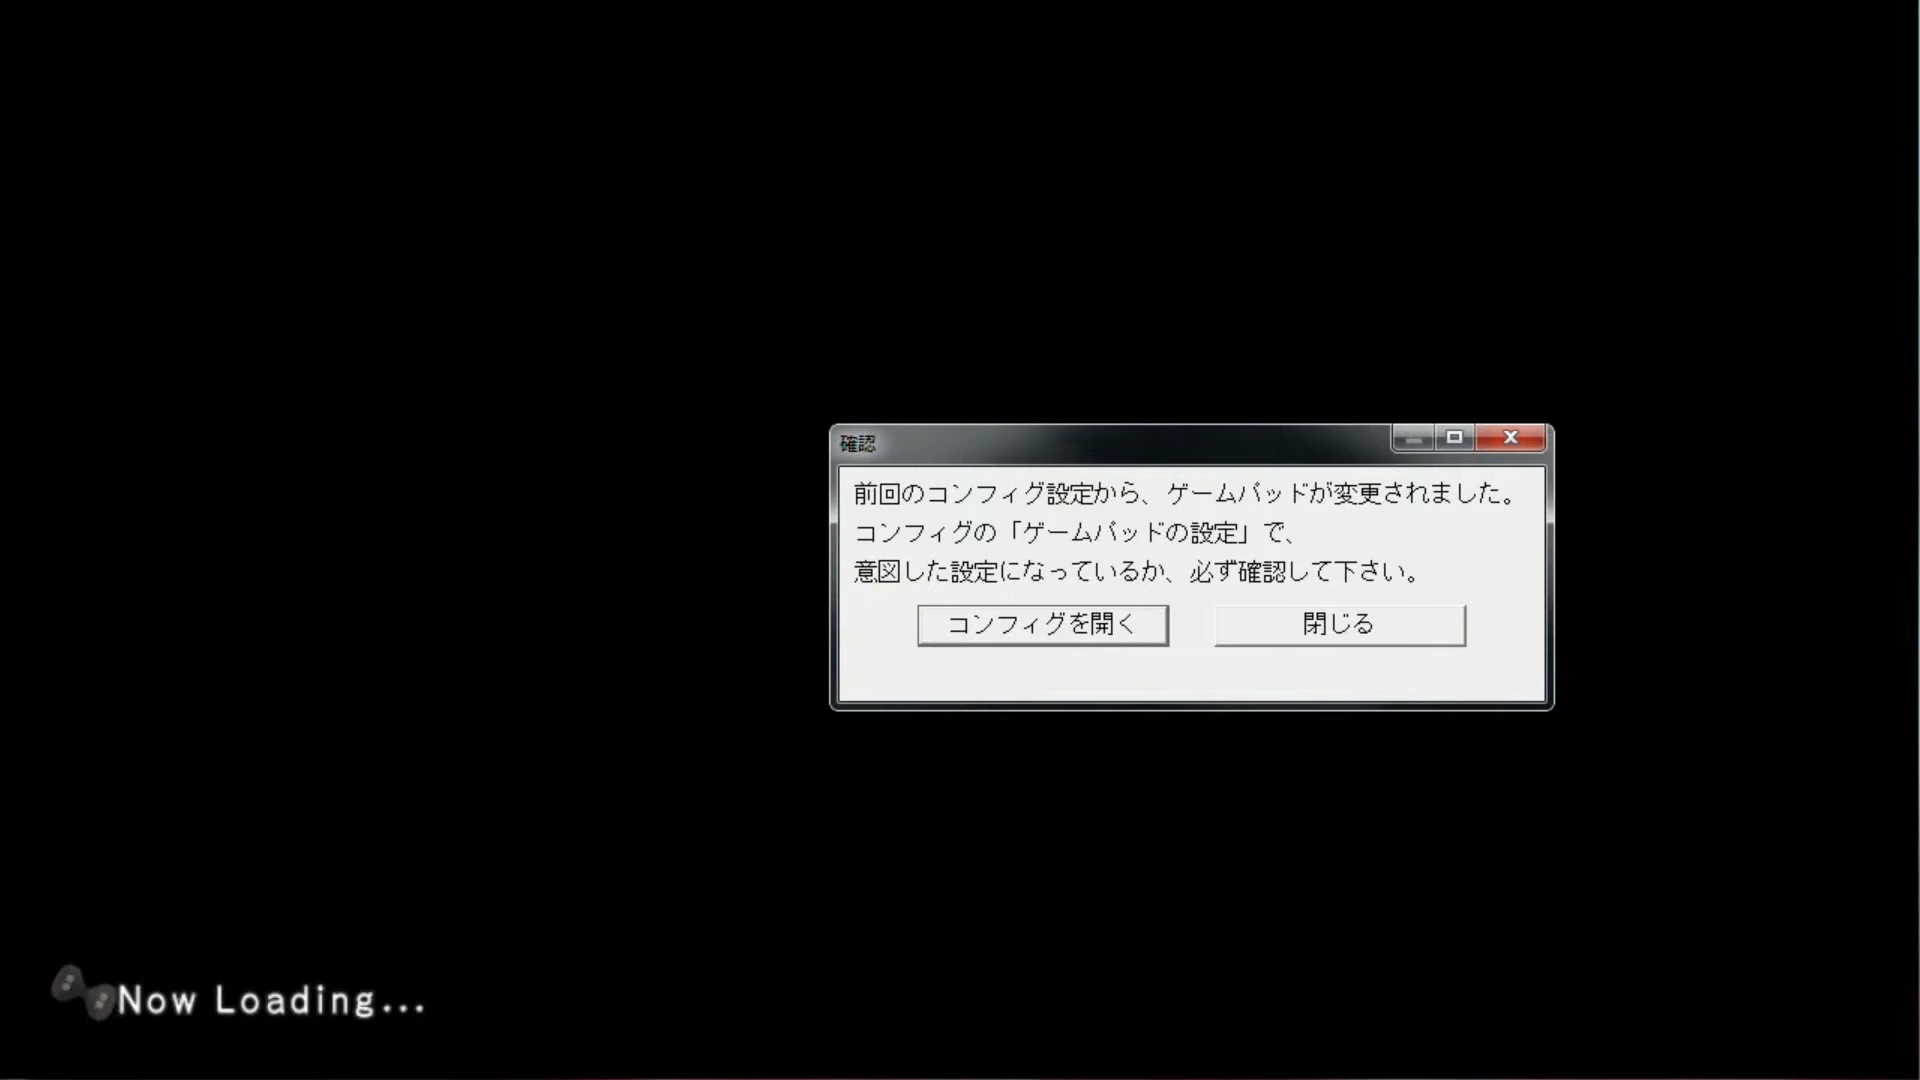 確認
前回のコンフィグ設定から、ゲームパッドが変更されました。
コンフィグの「ゲームパッドの設定」で、
意図した設定になっているか、必ず確認して下さい。
コンフィグを開く
閉じる
Now Loading...